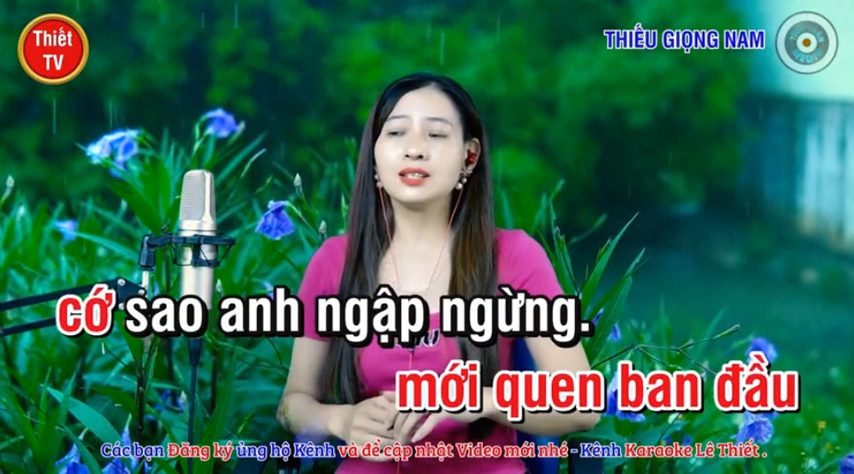 Thiết
TV
THIẾU GIỌNG NAM
cớ sao anh ngập ngừng.
mới quen ban đầu
Các bạn Đăng ký ủng hộ Kênh và để cập nhật Video mới nhé - Kênh Karaoke Lê Thiết .